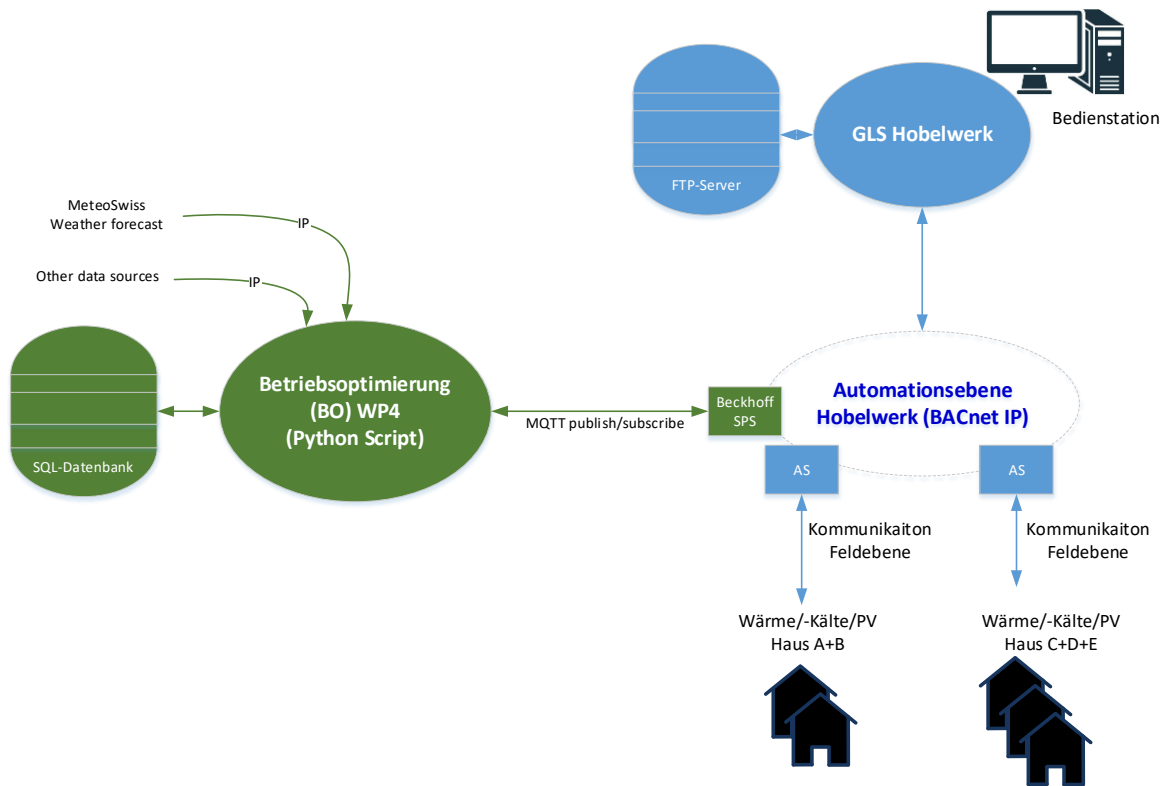 Bedienstation
GLS Hobelwerk
FTP-Server
MeteoSwiss
Weather forecast
IP
Other data sources
IP
Betriebsoptimierung
(BO) WP4
(Python Script)
SQL-Datenbank
MQTT publish/subscribe
Beckhoff
SPS
Automationsebene
Hobelwerk (BACnet IP)
AS
AS
Kommunikaiton
Feldebene
Kommunikaiton
Feldebene
Wärme/-Kälte/PV
Haus A+B
Wärme/-Kälte/PV
Haus C+D+E